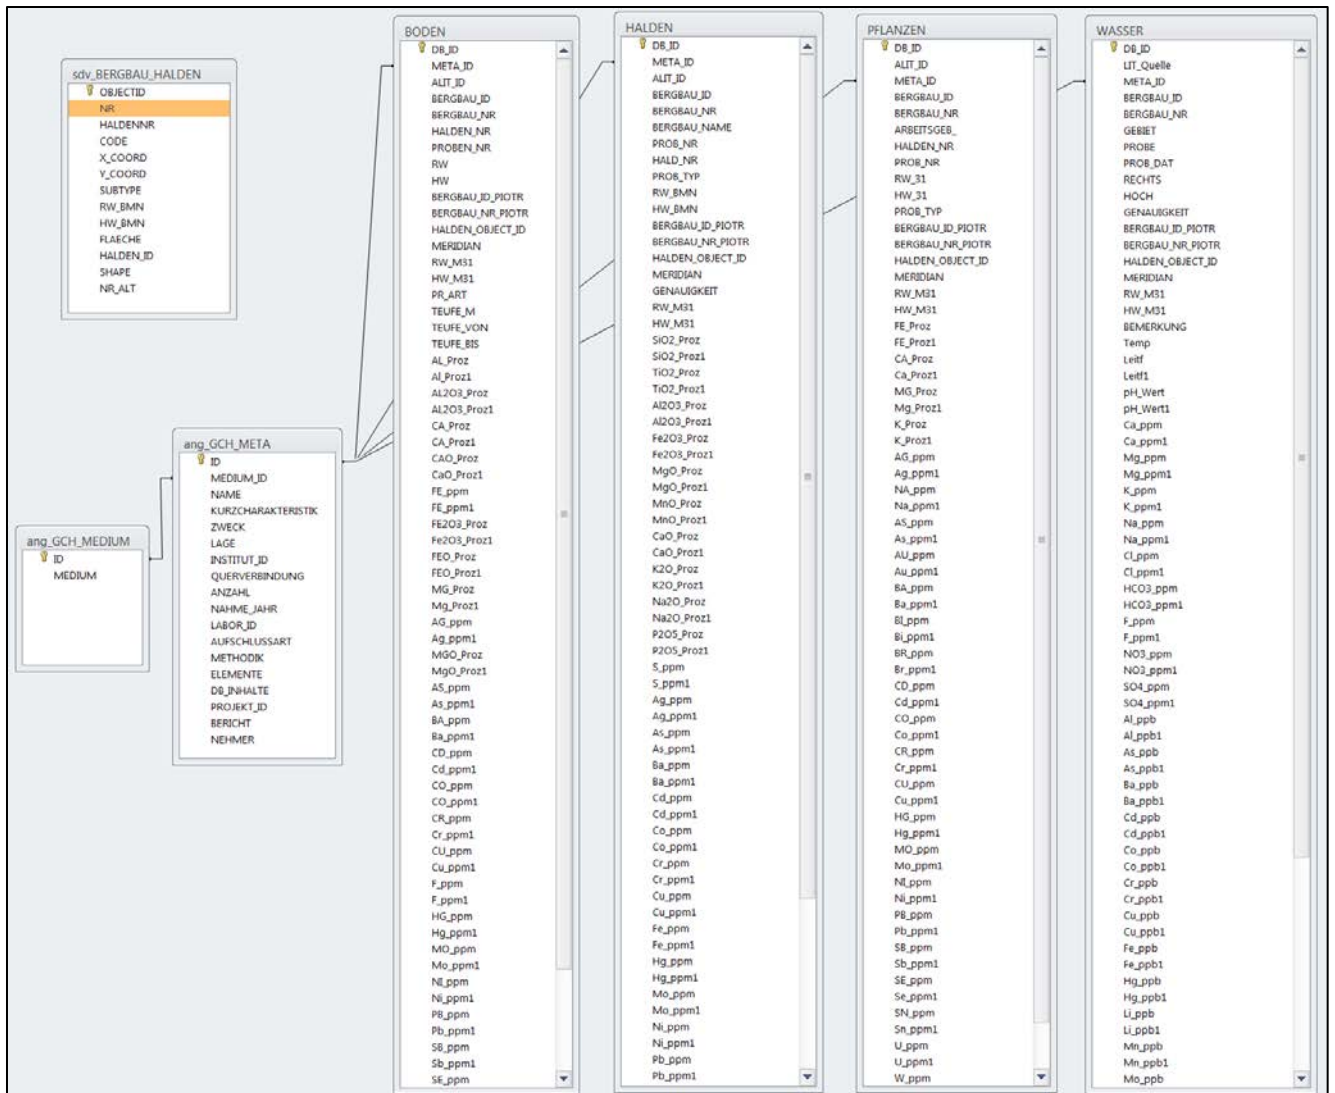 sdv_BERGBAU_HALDEN
OBJECTID
NR
HALDENNR
CODE
X_COORD
Y_COORD
SUBTYPE
RW_BMN
HW_BMN
FLAECHE
HALDEN_ID
SHAPE
NR_ALT
ang_GCH_MEDIUM
ID
MEDIUM
ang_GCH_META
ID
MEDIUM_ID
NAME
KURZCHARAKTERISTIK
ZWECK
LAGE
INSTITUT_ID
QUERVERBINDUNG
ANZAHL
NAHME_JAHR
LABOR_ID
AUFSCHLUSSART
METHODIK
ELEMENTE
DB_INHALTE
PROJEKT_ID
BERICHT
NEHMER
BODEN
DB_ID
META_ID
ALIT_ID
BERGBAU_ID
BERGBAU_NR
HALDEN_NR
PROBEN_NR
RW
HW
BERGBAU_ID_PIOTR
BERGBAU_NR_PIOTR
HALDEN_OBJECT_ID
MERIDIAN
RW_M31
HW_M31
PR_ART
TEUFE_M
TEUFE_VON
TEUFE_BIS
AL_Proz
Al_Proz1
AL2O3_Proz
AL2O3_Proz1
CA_Proz
CA_Proz1
CAO_Proz
CaO_Proz1
FE_ppm
FE_ppm1
FE2O3_Proz
Fe2O3_Proz1
FEO_Proz
FEO_Proz1
MG_Proz
Mg_Proz1
AG_ppm
Ag_ppm1
MGO_Proz
MgO_Proz1
AS_ppm
As_ppm1
BA_ppm
Ba_ppm1
CD_ppm
Cd_ppm1
CO_ppm
CO_ppm1
CR_ppm
Cr_ppm1
CU_ppm
Cu_ppm1
F_ppm
F_ppm1
HG_ppm
Hg_ppm1
MO_ppm
Mo_ppm1
NI_ppm
Ni_ppm1
PB_ppm
Pb_ppm1
SB_ppm
Sb_ppm1
SE_ppm
HALDEN
DB_ID
META_ID
ALIT_ID
BERGBAU_ID
BERGBAU_NR
BERGBAU_NAME
PROB_NR
HALD_NR
PROB_TYP
RW_BMN
HW_BMN
BERGBAU_ID_PIOTR
BERGBAU_NR_PIOTR
HALDEN_OBJECT_ID
MERIDIAN
GENAUIGKEIT
RW_M31
HW_M31
SiO2_Proz
SiO2_Proz1
TiO2_Proz
TiO2_Proz1
Al2O3_Proz
Al2O3_Proz1
Fe2O3_Proz
Fe2O3_Proz1
MgO_Proz
MgO_Proz1
MnO_Proz
MnO_Proz1
CaO_Proz
CaO_Proz1
K2O_Proz
K2O_Proz1
Na2O_Proz
Na2O_Proz1
P2O5_Proz
P2O5_Proz1
S_ppm
S_ppm1
Ag_ppm
Ag_ppm1
As_ppm
As_ppm1
Ba_ppm
Ba_ppm1
Cd_ppm
Cd_ppm1
Co_ppm
Co_ppm1
Cr_ppm
Cr_ppm1
Cu_ppm
Cu_ppm1
Fe_ppm
Fe_ppm1
Hg_ppm
Hg_ppm1
Mo_ppm
Mo_ppm1
Ni_ppm
Ni_ppm1
Pb_ppm
Pb_ppm1
PFLANZEN
DB_ID
ALIT_ID
META_ID
BERGBAU_ID
BERGBAU_NR
ARBEITSGEB_
HALDEN_NR
PROB_NR
RW_31
HW_31
PROB_TYP
BERGBAU_ID_PIOTR
BERGBAU_NR_PIOTR
HALDEN_OBJECT_ID
MERIDIAN
RW_M31
HW_M31
FE_Proz
FE_Proz1
CA_Proz
Ca_Proz1
MG_Proz
Mg_Proz1
K_Proz
K_Proz1
AG_ppm
Ag_ppm1
NA_ppm
Na_ppm1
AS_ppm
As_ppm1
AU_ppm
Au_ppm1
BA_ppm
Ba_ppm1
BI_ppm
Bi_ppm1
BR_ppm
Br_ppm1
CD_ppm
Cd_ppm1
CO_ppm
Co_ppm1
CR_ppm
Cr_ppm1
CU_ppm
Cu_ppm1
HG_ppm
Hg_ppm1
MO_ppm
Mo_ppm1
NI_ppm
Ni_ppm1
PB_ppm
Pb_ppm1
SB_ppm
Sb_ppm1
SE_ppm
Se_ppm1
SN_ppm
Sn_ppm1
U_ppm
U_ppm1
W_ppm
WASSER
DB_ID
LIT_Quelle
META_ID
BERGBAU_ID
BERGBAU_NR
GEBIET
PROBE
PROB_DAT
RECHTS
HOCH
GENAUIGKEIT
BERGBAU_ID_PIOTR
BERGBAU_NR_PIOTR
HALDEN_OBJECT_ID
MERIDIAN
RW_M31
HW_M31
BEMERKUNG
Temp
Leitf
Leitf1
pH_Wert
pH_Wert1
Ca_ppm
Ca_ppm1
Mg_ppm
Mg_ppm1
K_ppm
K_ppm1
Na_ppm
Na_ppm1
Cl_ppm
Cl_ppm1
HCO3_ppm
HCO3_ppm1
F_ppm
F_ppm1
NO3_ppm
NO3_ppm1
SO4_ppm
SO4_ppm1
Al_ppb
Al_ppb1
As_ppb
As_ppb1
Ba_ppb
Ba_ppb1
Cd_ppb
Cd_ppb1
Co_ppb
Co_ppb1
Cr_ppb
Cr_ppb1
Cu_ppb
Cu_ppb1
Fe_ppb
Fe_ppb1
Hg_ppb
Hg_ppb1
Li_ppb
Li_ppb1
Mn_ppb
Mn_ppb1
Mo_ppb